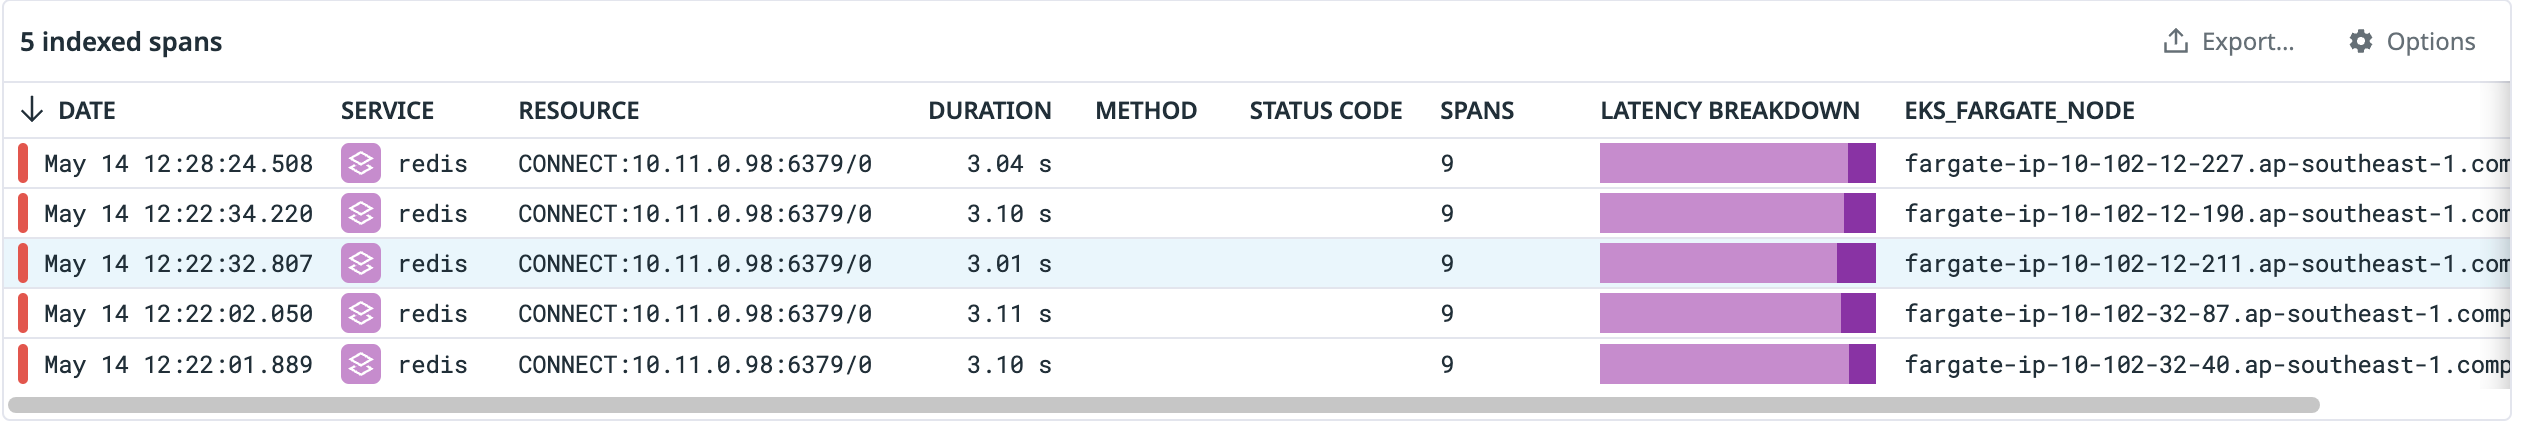 5 indexed spans
Export...
Options
DATE SERVICE RESOURCE DURATION METHOD STATUS CODE SPANS LATENCY BREAKDOWN EKS_FARGATE_NODE
May 14 12:28:24.508 redis CONNECT:10.11.0.98:6379/0 3.04 s 9 fargate-ip-10-102-12-227.ap-southeast-1.com
May 14 12:22:34.220 redis CONNECT:10.11.0.98:6379/0 3.10 s 9 fargate-ip-10-102-12-190.ap-southeast-1.com
May 14 12:22:32.807 redis CONNECT:10.11.0.98:6379/0 3.01 s 9 fargate-ip-10-102-12-211.ap-southeast-1.com
May 14 12:22:02.050 redis CONNECT:10.11.0.98:6379/0 3.11 s 9 fargate-ip-10-102-32-87.ap-southeast-1.comp
May 14 12:22:01.889 redis CONNECT:10.11.0.98:6379/0 3.10 s 9 fargate-ip-10-102-32-40.ap-southeast-1.comp